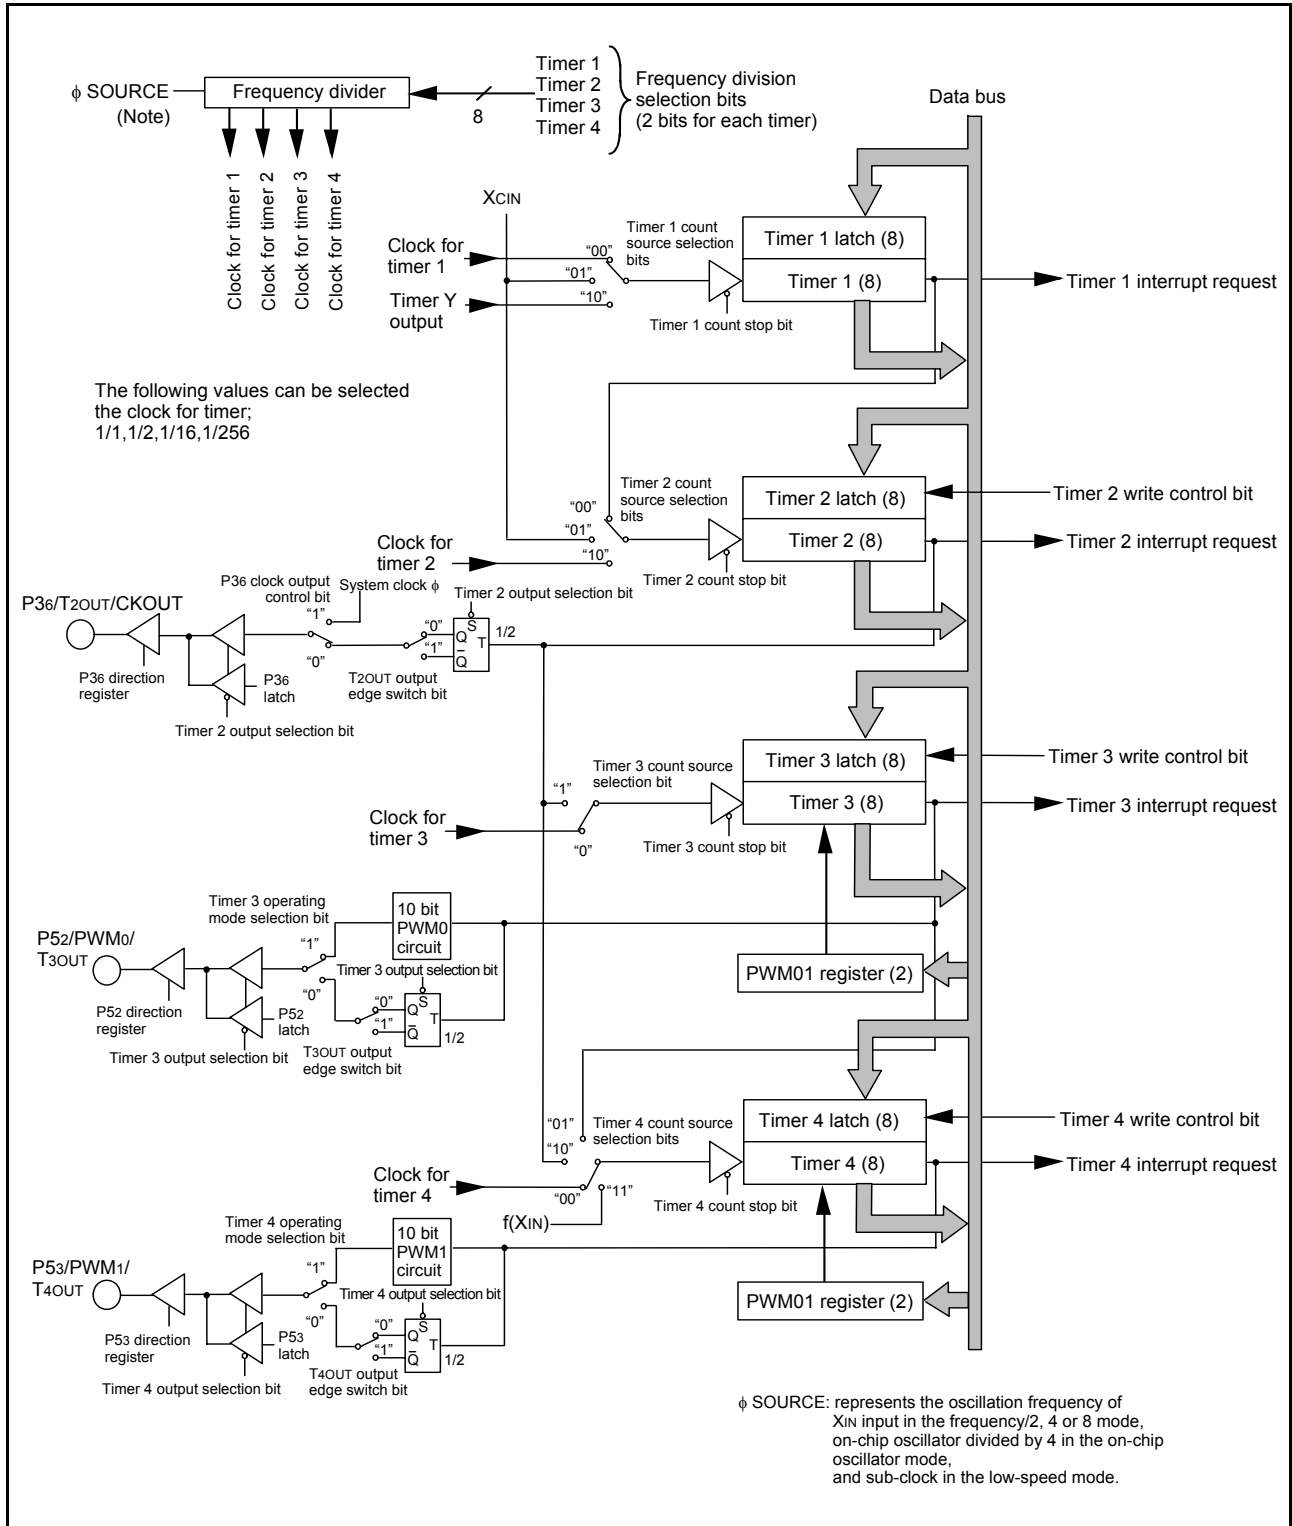 Timer 1
Timer 2
Timer 3
Timer 4
Frequency division
selection bits
(2 bits for each timer)
φ SOURCE
(Note)
Frequency divider
8
Clock for timer 1
Clock for timer 2
Clock for timer 3
Clock for timer 4
Data bus
XCIN
Clock for
timer 1
"00"
"01"
"10"
Timer Y
output
Timer 1 count
source selection
bits
Timer 1 count stop bit
Timer 1 latch (8)
Timer 1 (8)
Timer 1 interrupt request
The following values can be selected
the clock for timer;
1/1,1/2,1/16,1/256
Timer 2 count
source selection
bits
"00"
"01"
"10"
Clock for
timer 2
Timer 2 count stop bit
Timer 2 latch (8)
Timer 2 (8)
Timer 2 write control bit
Timer 2 interrupt request
P36/T2OUT/CKOUT
P36 clock output
control bit
System clock φ
"1"
"0"
Timer 2 output selection bit
"0"
"1"
S
Q
T
Q̅
1/2
P36 direction
register
P36
latch
T2OUT output
edge switch bit
Timer 2 output selection bit
Timer 3 count source
selection bit
"1"
"0"
Clock for
timer 3
Timer 3 count stop bit
Timer 3 latch (8)
Timer 3 (8)
Timer 3 write control bit
Timer 3 interrupt request
PWM01 register (2)
Timer 3 operating
mode selection bit
10 bit
PWM0
circuit
P52/PWM0/
T3OUT
"1"
"0"
Timer 3 output selection bit
"0"
"1"
S
Q
T
Q̅
1/2
P52 direction
register
P52
latch
Timer 3 output selection bit
T3OUT output
edge switch bit
"01"
"10"
"00"
"11"
Timer 4 count source
selection bits
Clock for
timer 4
f(XIN)
Timer 4 count stop bit
Timer 4 latch (8)
Timer 4 (8)
Timer 4 write control bit
Timer 4 interrupt request
PWM01 register (2)
Timer 4 operating
mode selection bit
10 bit
PWM1
circuit
P53/PWM1/
T4OUT
"1"
"0"
Timer 4 output selection bit
"0"
"1"
S
Q
T
Q̅
1/2
P53 direction
register
P53
latch
Timer 4 output selection bit
T4OUT output
edge switch bit
φ SOURCE: represents the oscillation frequency of
XIN input in the frequency/2, 4 or 8 mode,
on-chip oscillator divided by 4 in the on-chip
oscillator mode,
and sub-clock in the low-speed mode.